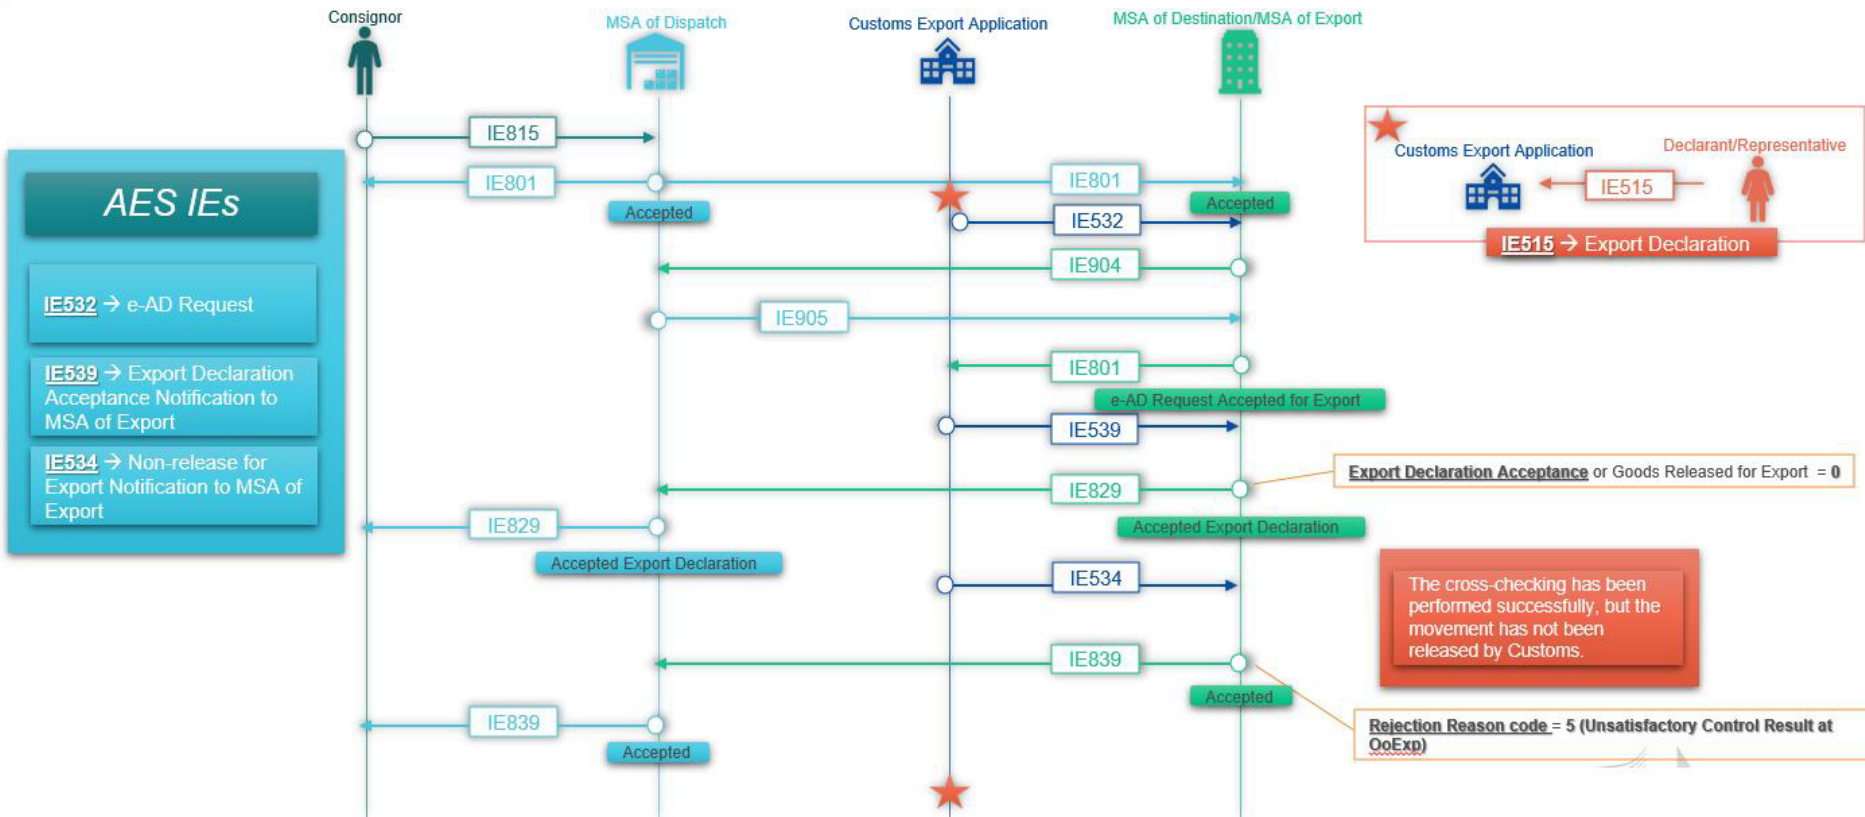 Consignor
MSA of Dispatch
Customs Export Application
MSA of Destination/MSA of Export
AES IEs
IE532 → e-AD Request
IE539 → Export Declaration
Acceptance Notification to
MSA of Export
IE534 → Non-release for
Export Notification to MSA of
Export
IE815
IE801
IE801
Accepted
Accepted
IE532
IE904
IE905
IE801
e-AD Request Accepted for Export
IE539
IE829
Accepted Export Declaration
IE829
Accepted Export Declaration
IE534
IE839
Accepted
IE839
Accepted
Customs Export Application
Declarant/Representative
IE515
IE515 → Export Declaration
Export Declaration Acceptance or Goods Released for Export = 0
The cross-checking has been
performed successfully, but the
movement has not been
released by Customs.
Rejection Reason code = 5 (Unsatisfactory Control Result at
OoExp)